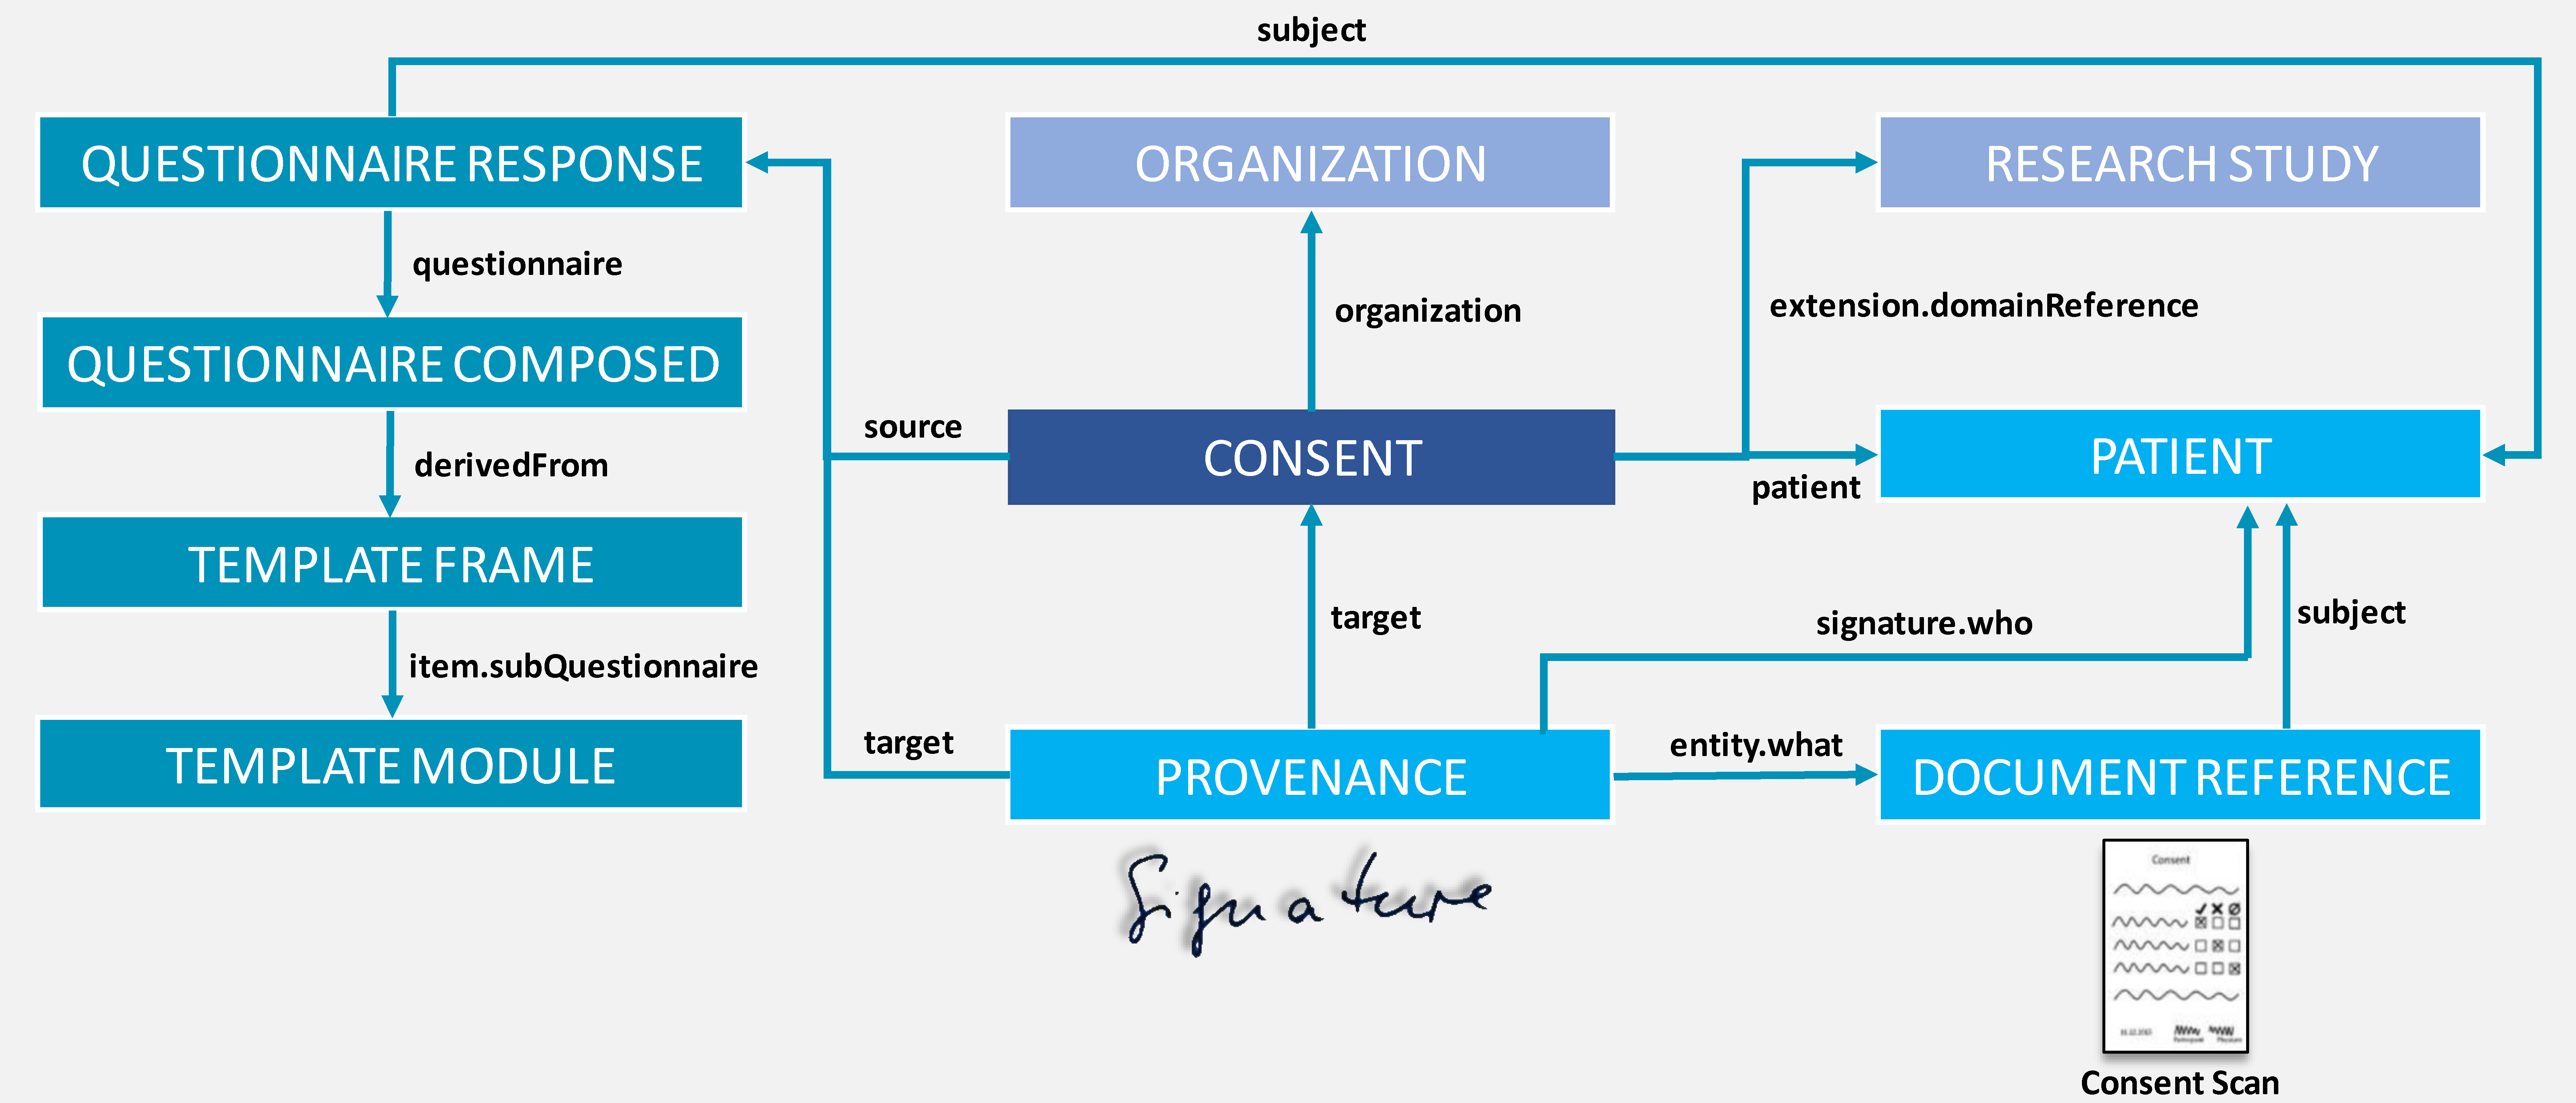 subject
QUESTIONNAIRE RESPONSE
ORGANIZATION
RESEARCH STUDY
questionnaire
organization
extension.domainReference
QUESTIONNAIRE COMPOSED
source
CONSENT
patient
PATIENT
derivedFrom
TEMPLATE FRAME
target
signature.who
subject
item.subQuestionnaire
TEMPLATE MODULE
target
PROVENANCE
entity.what
DOCUMENT REFERENCE
Signature
Consent
Consent Scan